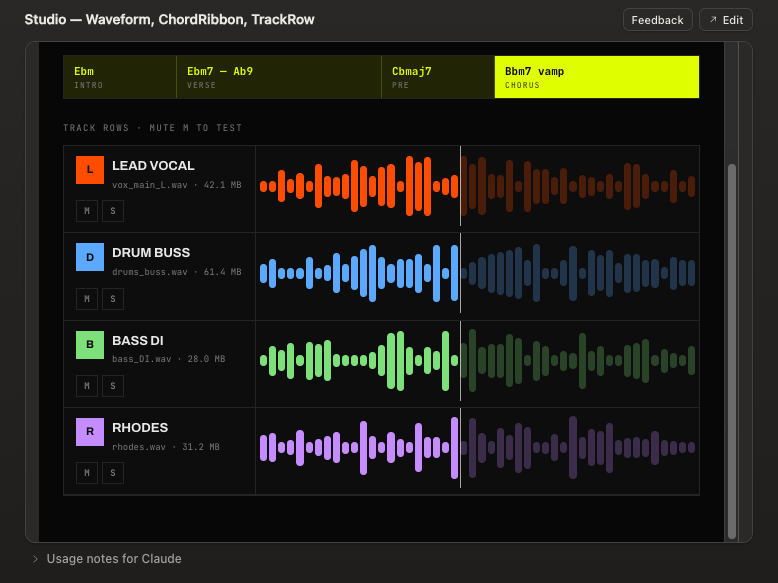 Studio — Waveform, ChordRibbon, TrackRow
Feedback
↗ Edit
Ebm
INTRO
Ebm7 — Ab9
VERSE
Cbmaj7
PRE
Bbm7 vamp
CHORUS
TRACK ROWS · MUTE M TO TEST
L
LEAD VOCAL
vox_main_L.wav · 42.1 MB
M S
D
DRUM BUSS
drums_buss.wav · 61.4 MB
M S
B
BASS DI
bass_DI.wav · 28.0 MB
M S
R
RHODES
rhodes.wav · 31.2 MB
M S
Usage notes for Claude